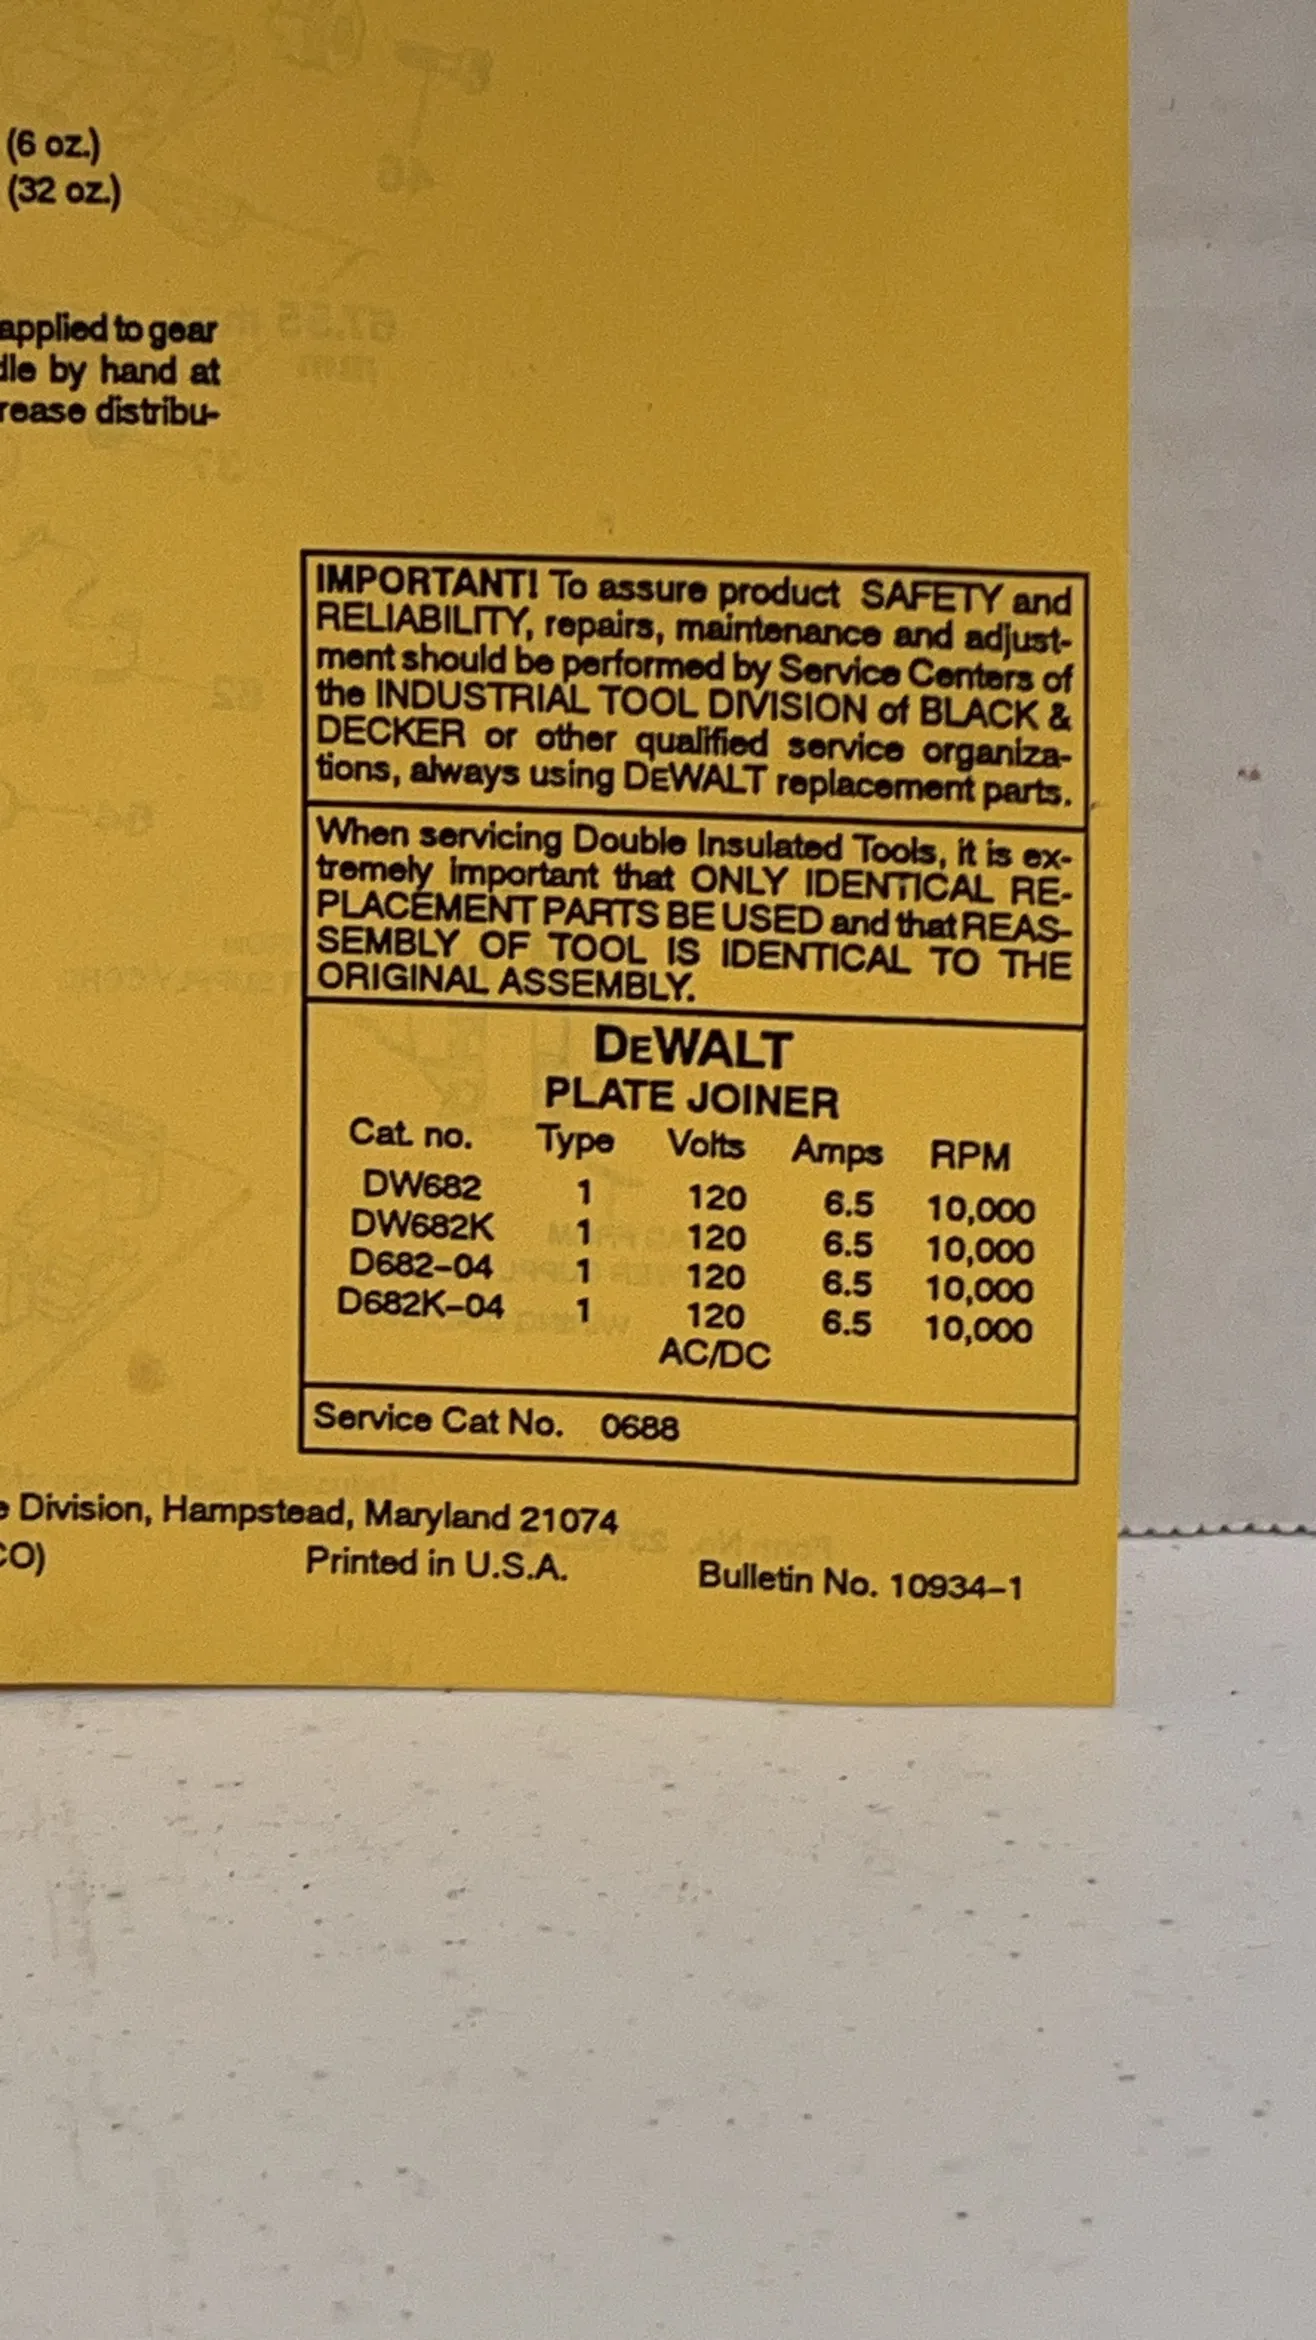 (6 oz.)
(32 oz.)
applied to gear
by hand at
distribu-
IMPORTANT! To assure product SAFETY and
RELIABILITY, repairs, maintenance and adjust-
ment should be performed by Service Centers of
the INDUSTRIAL TOOL DIVISION of BLACK &
DECKER or other qualified service organiza-
tions, always using DEWALT replacement parts.
When servicing Double Insulated Tools, it is ex-
tremely important that ONLY IDENTICAL RE-
PLACEMENT PARTS BE USED and that REAS-
SEMBLY OF TOOL IS IDENTICAL TO THE
ORIGINAL ASSEMBLY.
DEWALT
PLATE JOINER
Cat. no. Type Volts Amps RPM
DW682 1 120 6.5 10,000
DW682K 1 120 6.5 10,000
D682-04 1 120 6.5 10,000
D682K-04 1 120 6.5 10,000
AC/DC
Service Cat No. 0688
Division, Hampstead, Maryland 21074
CO) Printed in U.S.A. Bulletin No. 10934-1